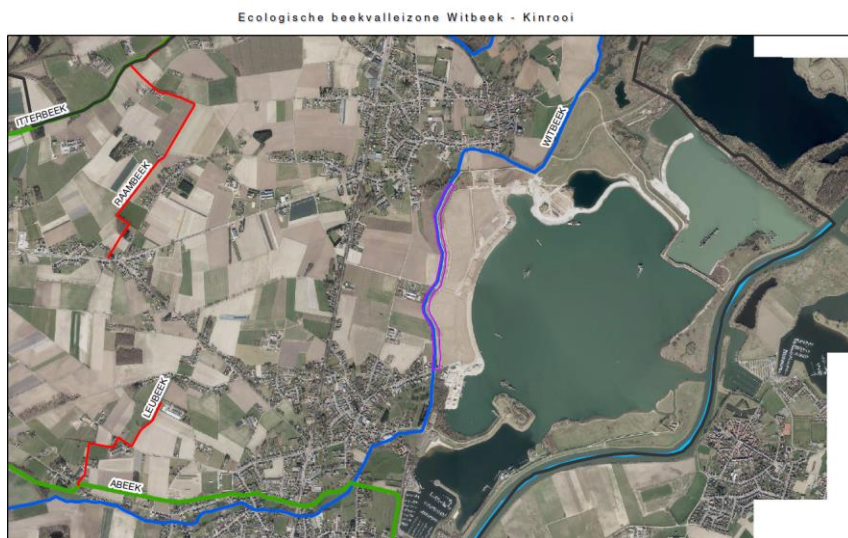 Ecologische beekvalleizone Witbeek - Kinrooi
ITTERBEEK
WITBEEK
RAAMBEEK
LEUBEEK
ABEEK